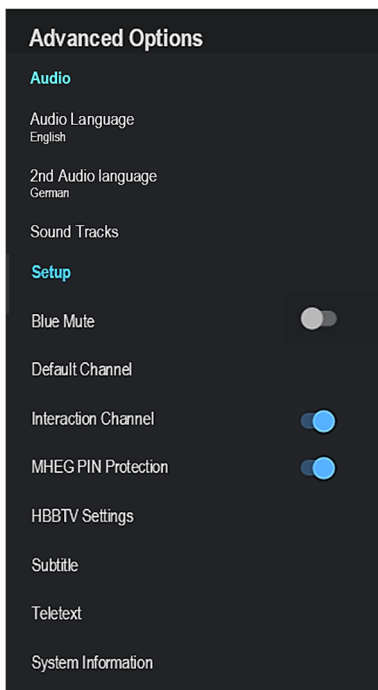 Advanced Options
Audio
Audio Language
English
2nd Audio language
German
Sound Tracks
Setup
Blue Mute
Default Channel
Interaction Channel
MHEG PIN Protection
HBBTV Settings
Subtitle
Teletext
System Information